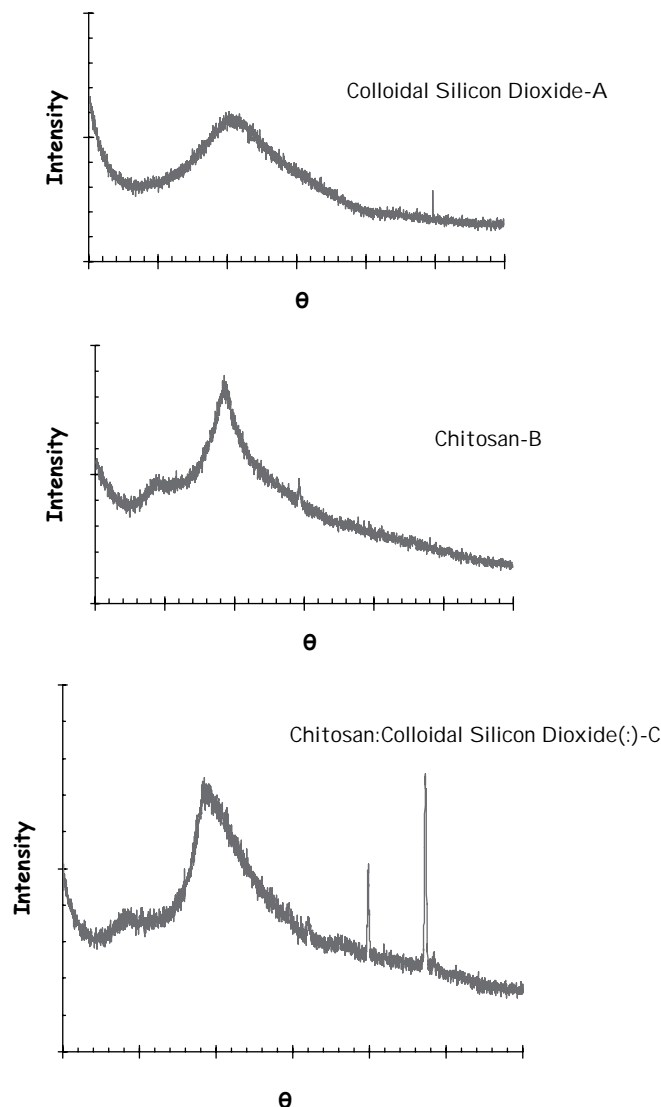 Colloidal Silicon Dioxide-A
Intensity
θ
Chitosan-B
Intensity
θ
Chitosan:Colloidal Silicon Dioxide(:)-C
Intensity
θ